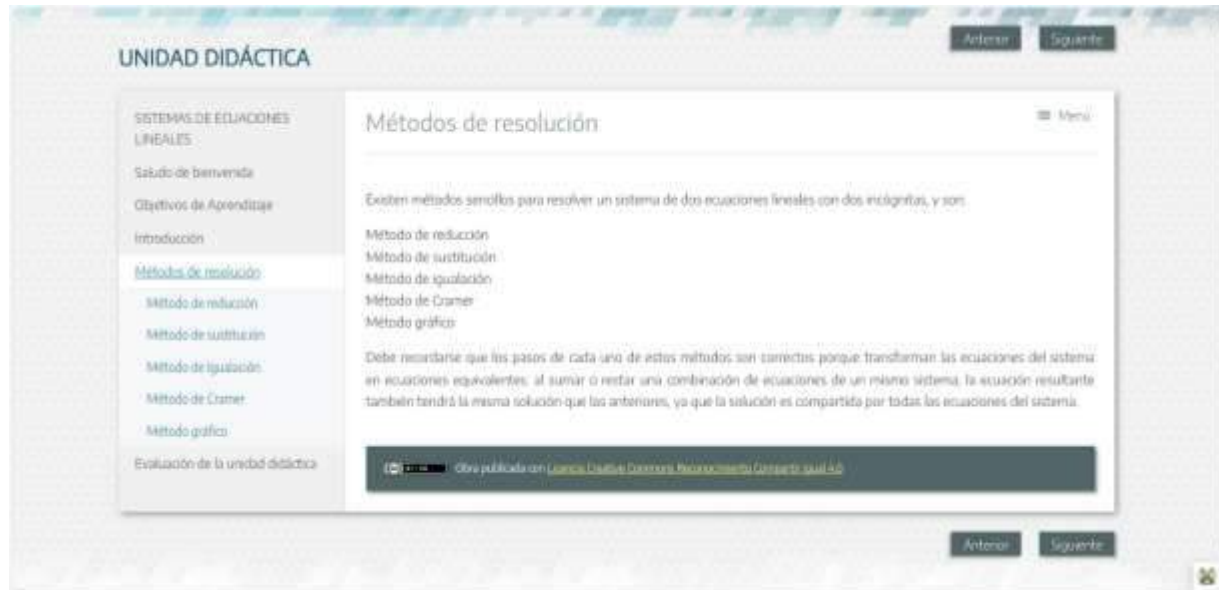 Anterior Siguiente
UNIDAD DIDÁCTICA
SISTEMAS DE ECUACIONES
LINEALES
Saludo de bienvenida
Objetivos de Aprendizaje
Introducción
Métodos de resolución
Método de reducción
Método de sustitución
Método de igualación
Método de Cramer
Método gráfico
Evaluación de la unidad didáctica
Métodos de resolución
Menú
Existen métodos sencillos para resolver un sistema de dos ecuaciones lineales con dos incógnitas, y son:
Método de reducción
Método de sustitución
Método de igualación
Método de Cramer
Método gráfico
Debe recordarse que los pasos de cada uno de estos métodos son correctos porque transforman las ecuaciones del sistema
en ecuaciones equivalentes: al sumar o restar una combinación de ecuaciones de un mismo sistema, la ecuación resultante
también tendrá la misma solución que las anteriores, ya que la solución es compartida por todas las ecuaciones del sistema.
Obra publicada con Licencia Creative Commons Reconocimiento Compartir igual 4.0
Anterior Siguiente